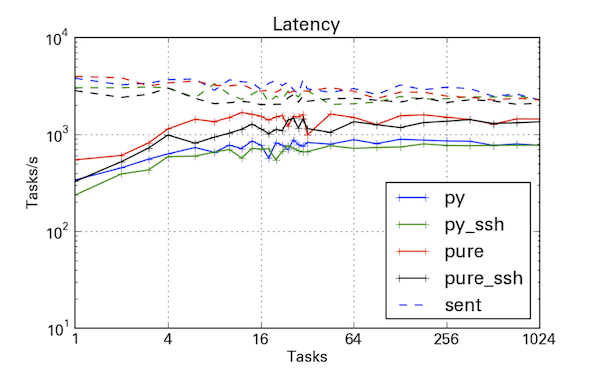 Latency
10^4
10^3
10^2
10^1
Tasks/s
1 4 16 64 256 1024
Tasks
py
py_ssh
pure
pure_ssh
sent